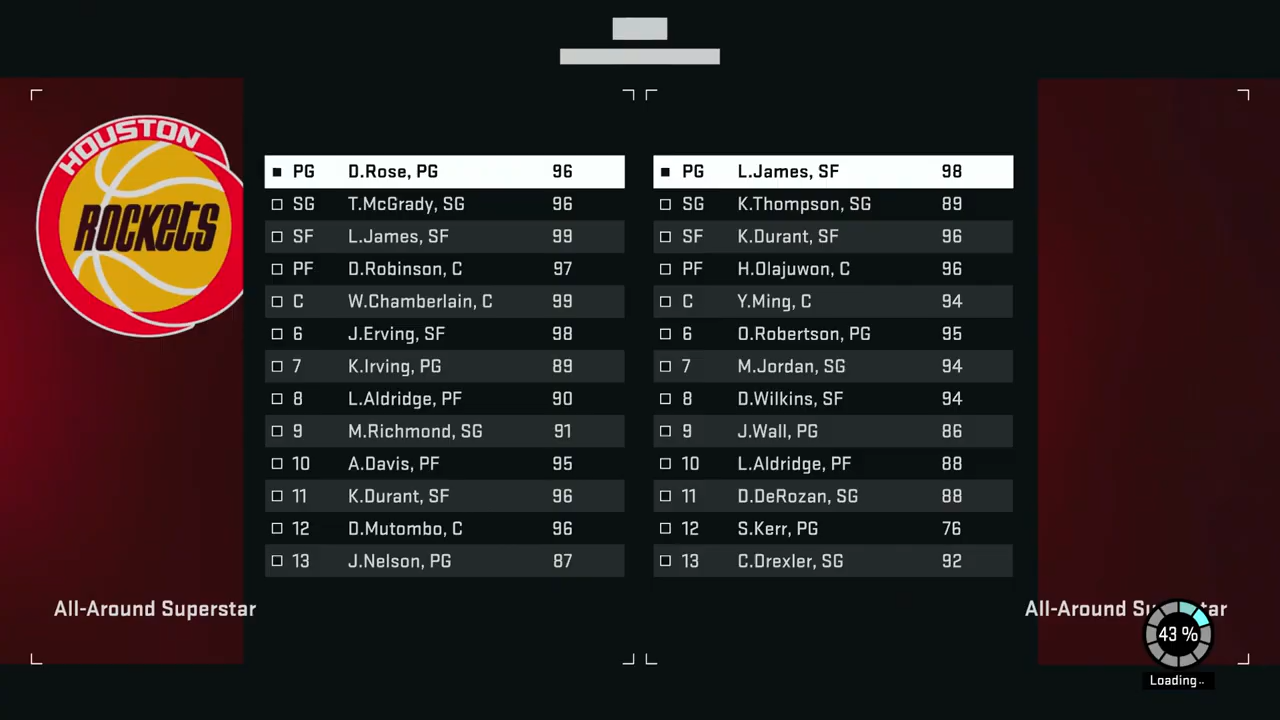 HOUSTON
ROCKETS
PG D.Rose, PG 96
SG T.McGrady, SG 96
SF L.James, SF 99
PF D.Robinson, C 97
C W.Chamberlain, C 99
6 J.Erving, SF 98
7 K.Irving, PG 89
8 L.Aldridge, PF 90
9 M.Richmond, SG 91
10 A.Davis, PF 95
11 K.Durant, SF 96
12 D.Mutombo, C 96
13 J.Nelson, PG 87
All-Around Superstar
PG L.James, SF 98
SG K.Thompson, SG 89
SF K.Durant, SF 96
PF H.Olajuwon, C 96
C Y.Ming, C 94
6 O.Robertson, PG 95
7 M.Jordan, SG 94
8 D.Wilkins, SF 94
9 J.Wall, PG 86
10 L.Aldridge, PF 88
11 D.DeRozan, SG 88
12 S.Kerr, PG 76
13 C.Drexler, SG 92
All-Around
43 %
Loading..